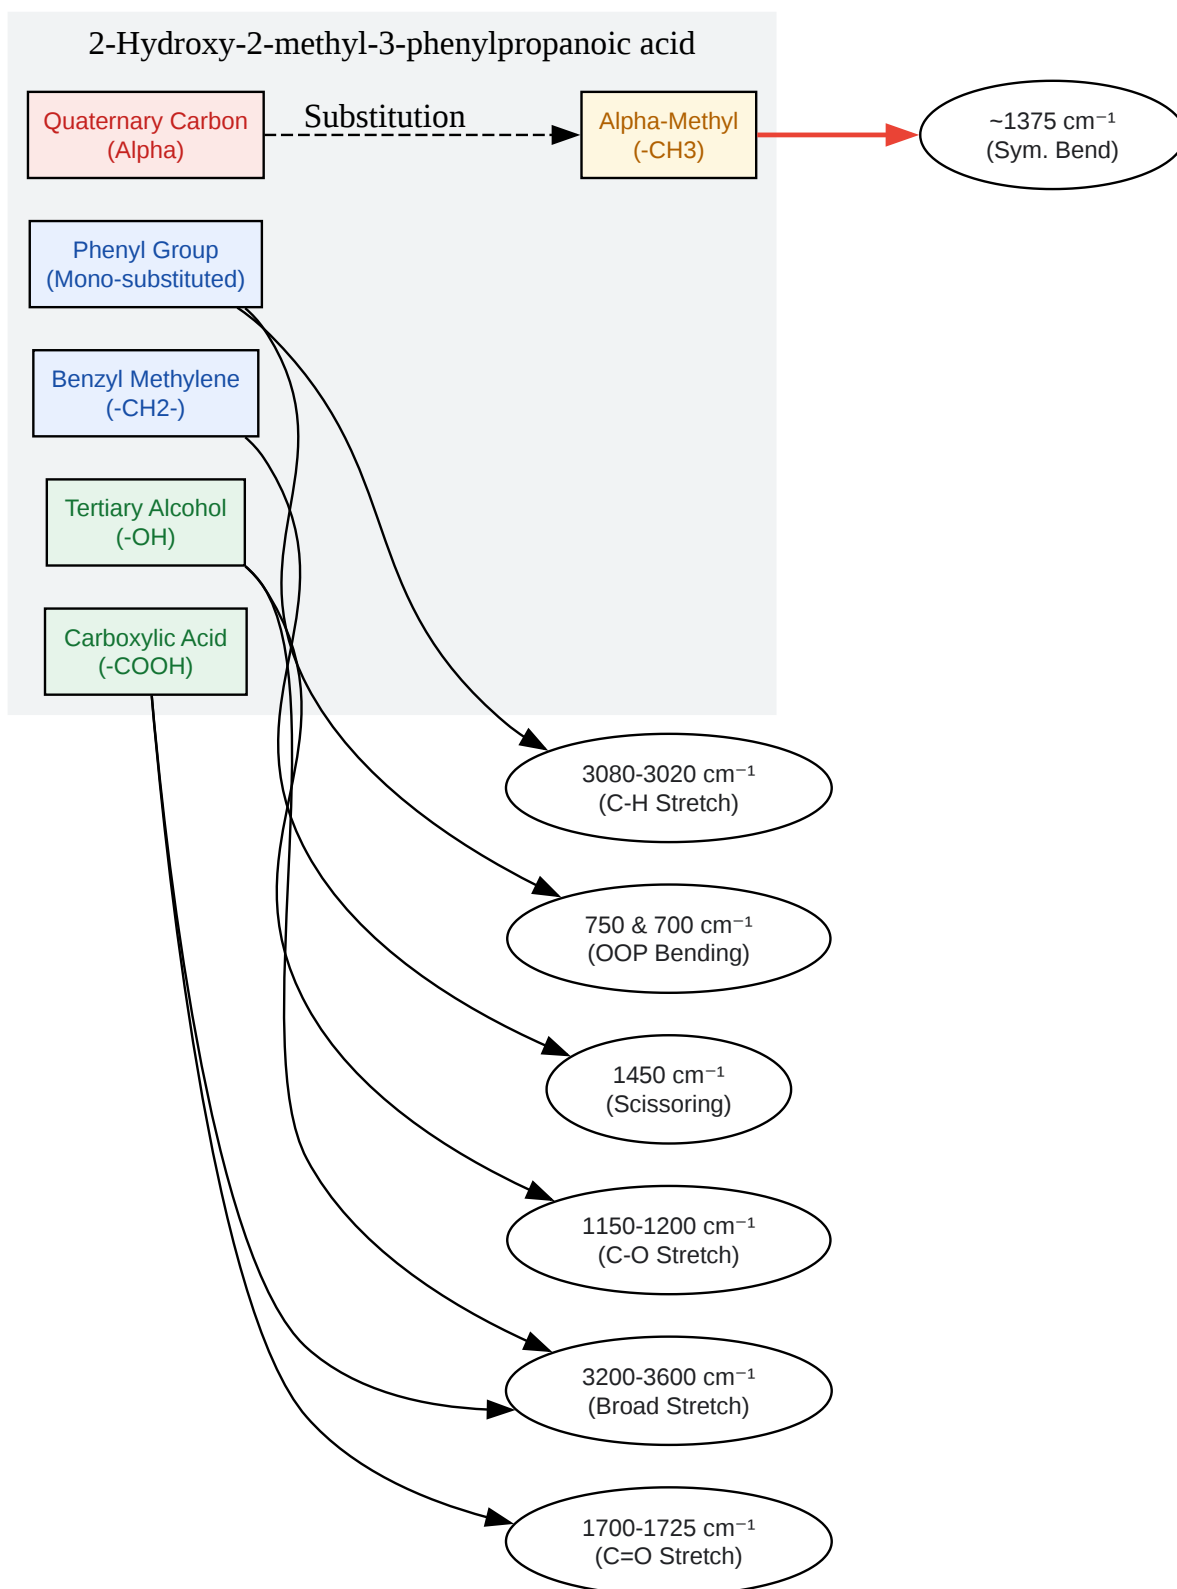 2-Hydroxy-2-methyl-3-phenylpropanoic acid
Quaternary Carbon
(Alpha)
Substitution
Alpha-Methyl
(-CH3)
~1375 cm⁻¹
(Sym. Bend)
Phenyl Group
(Mono-substituted)
Benzyl Methylene
(-CH2-)
Tertiary Alcohol
(-OH)
Carboxylic Acid
(-COOH)
3080-3020 cm⁻¹
(C-H Stretch)
750 & 700 cm⁻¹
(OOP Bending)
1450 cm⁻¹
(Scissoring)
1150-1200 cm⁻¹
(C-O Stretch)
3200-3600 cm⁻¹
(Broad Stretch)
1700-1725 cm⁻¹
(C=O Stretch)